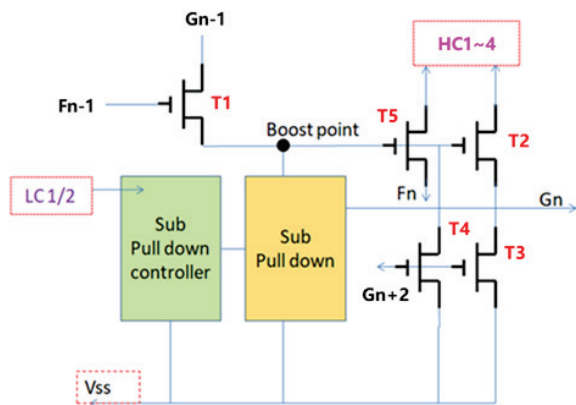 Gn-1
HC1~4
Fn-1
T1
T5
T2
Boost point
LC 1/2
Fn
Gn
Sub
Pull down
controller
Sub
Pull down
T4
T3
Gn+2
Vss